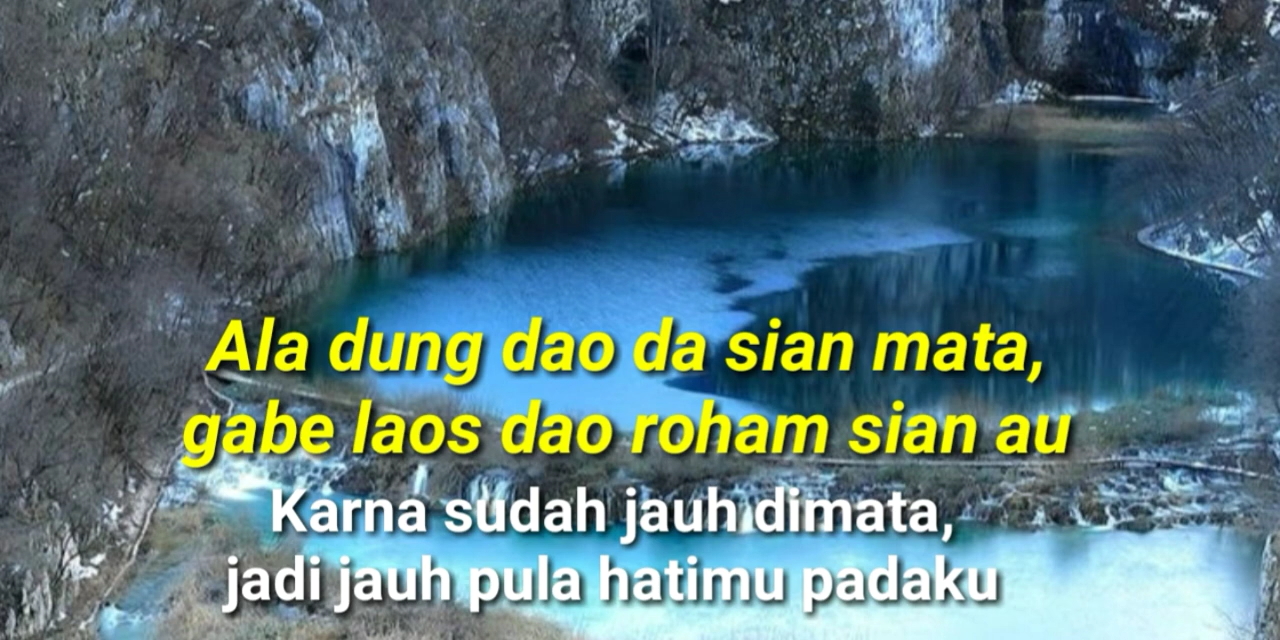 Ala dung dao da sian mata,
gabe laos dao roham sian au
Karna sudah jauh dimata,
jadi jauh pula hatimu padaku